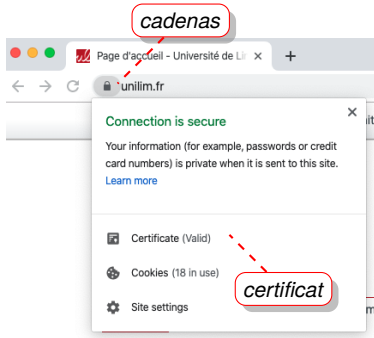 cadenas
Page d'accueil - Université de Li
unilim.fr
Connection is secure
Your information (for example, passwords or credit
card numbers) is private when it is sent to this site.
Learn more
Certificate (Valid)
Cookies (18 in use)
certificat
Site settings